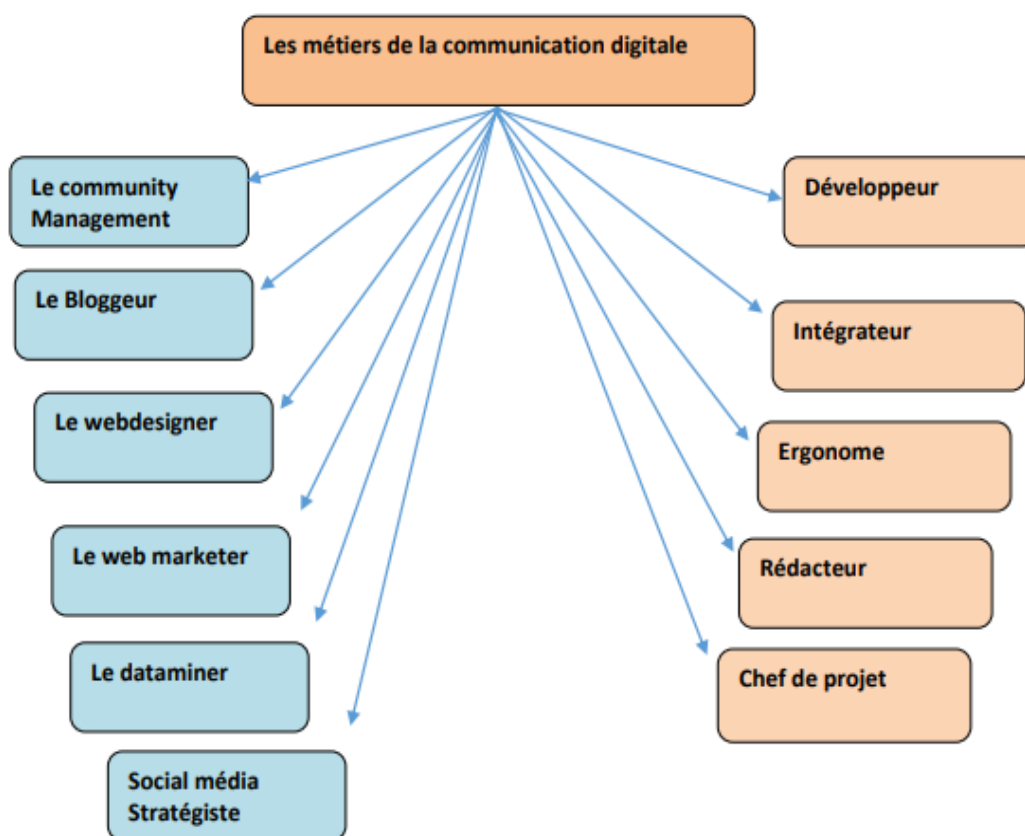 Les métiers de la communication digitale
Le community
Management
Le Bloggeur
Le webdesigner
Le web marketer
Le dataminer
Social média
Stratégiste
Développeur
Intégrateur
Ergonome
Rédacteur
Chef de projet